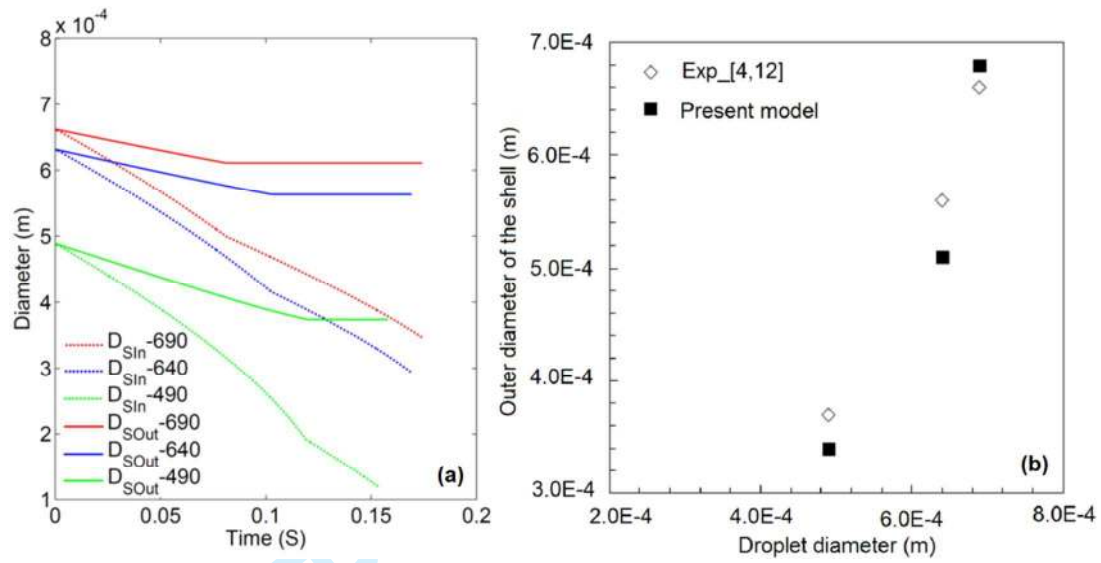 × 10⁻⁴
8
7
6
5
4
3
2
1
Diameter (m)
D_SIn-690
D_SIn-640
D_SIn-490
D_SOut-690
D_SOut-640
D_SOut-490
(a)
0 0.05 0.1 0.15 0.2
Time (S)
7.0E-4
6.0E-4
5.0E-4
4.0E-4
3.0E-4
Outer diameter of the shell (m)
Exp_[4,12]
Present model
(b)
2.0E-4 4.0E-4 6.0E-4 8.0E-4
Droplet diameter (m)